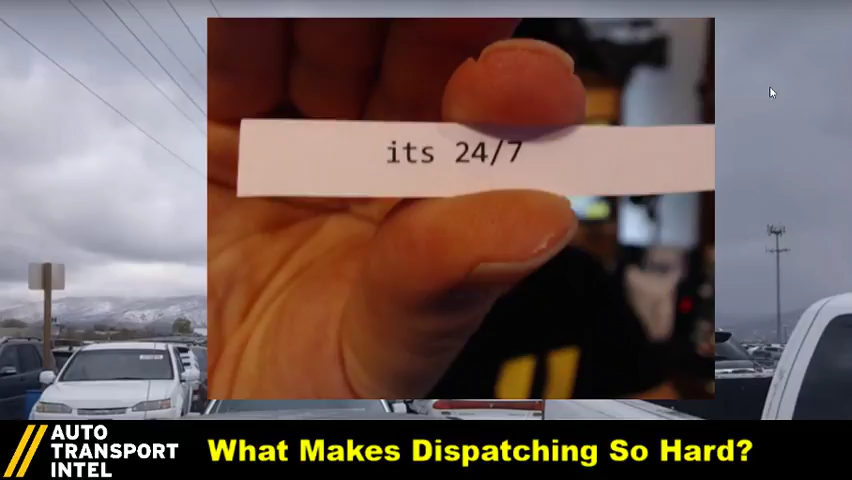 its 24/7
AUTO
TRANSPORT
INTEL
What Makes Dispatching So Hard?